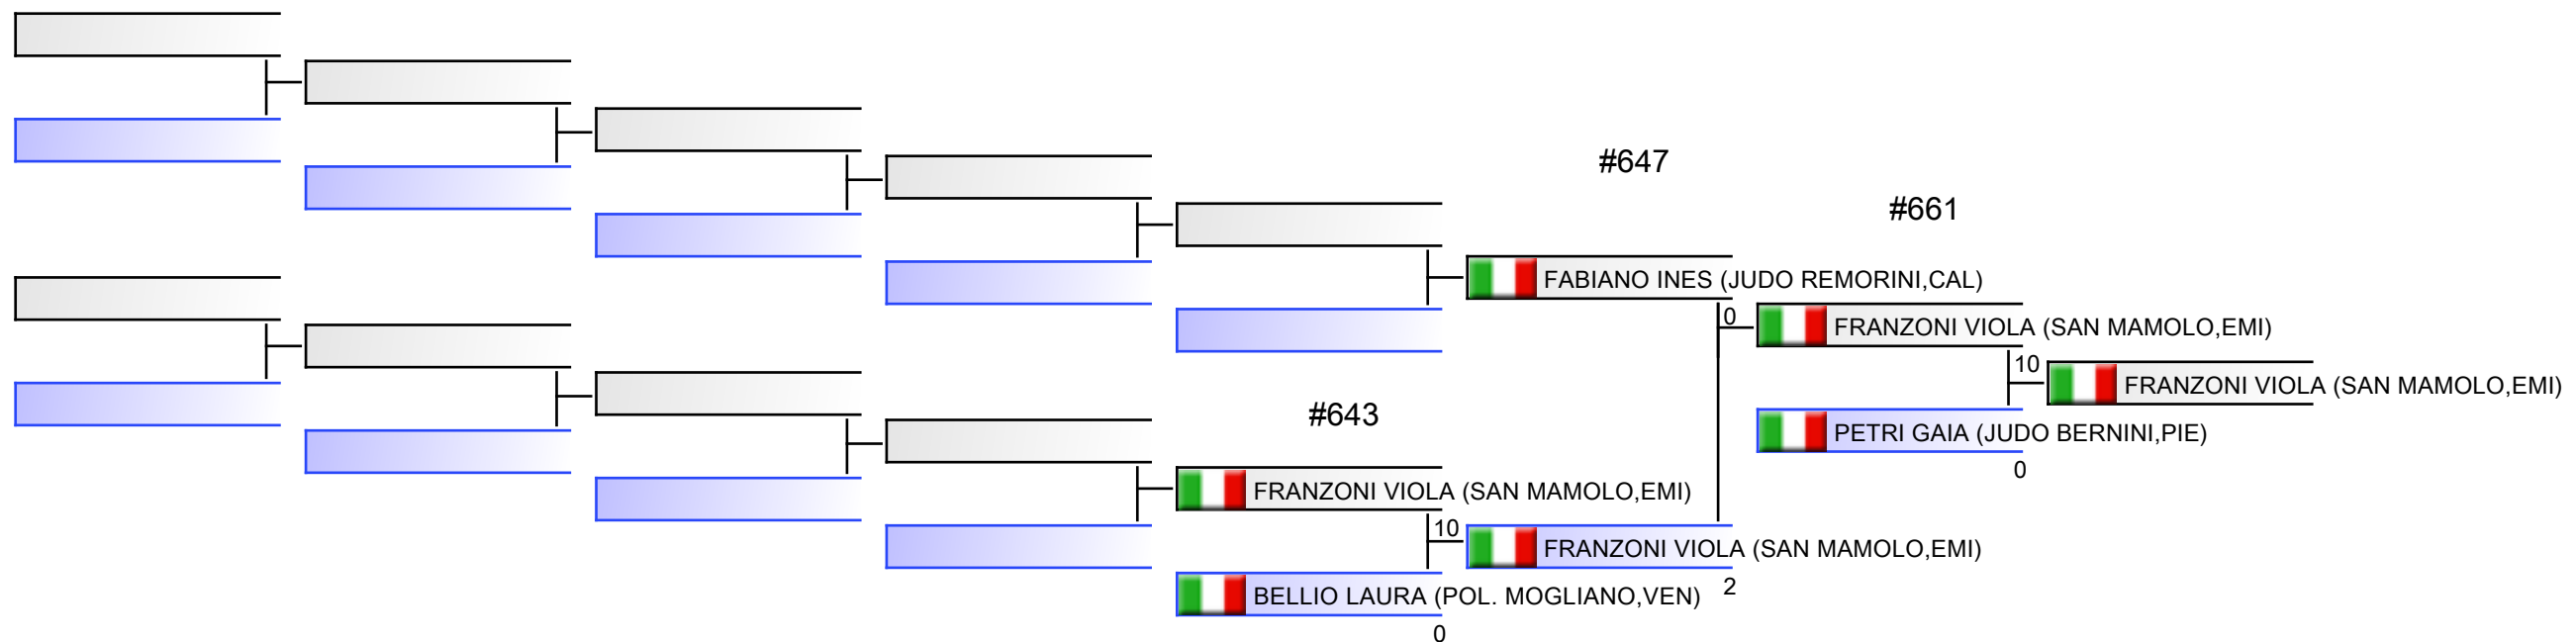 #647
#661
FABIANO INES (JUDO REMORINI,CAL)
0
FRANZONI VIOLA (SAN MAMOLO,EMI)
10
FRANZONI VIOLA (SAN MAMOLO,EMI)
#643
PETRI GAIA (JUDO BERNINI,PIE)
0
FRANZONI VIOLA (SAN MAMOLO,EMI)
10
FRANZONI VIOLA (SAN MAMOLO,EMI)
2
BELLIO LAURA (POL. MOGLIANO,VEN)
0